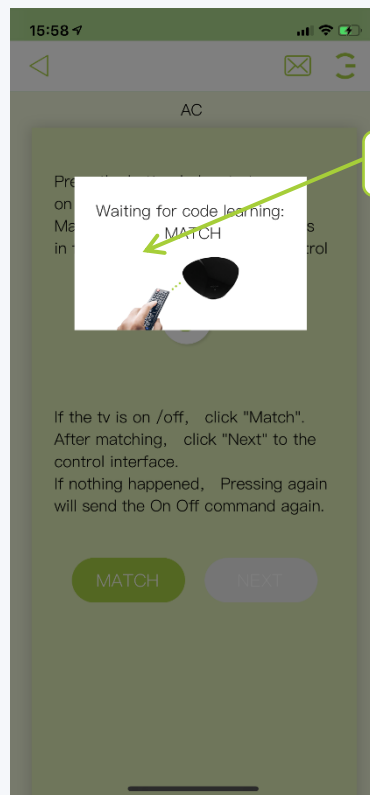 15:58
AC
Waiting for code learning:
MATCH
If the tv is on /off, click "Match".
After matching, click "Next" to the
control interface.
If nothing happened, Pressing again
will send the On Off command again.
MATCH
NEXT